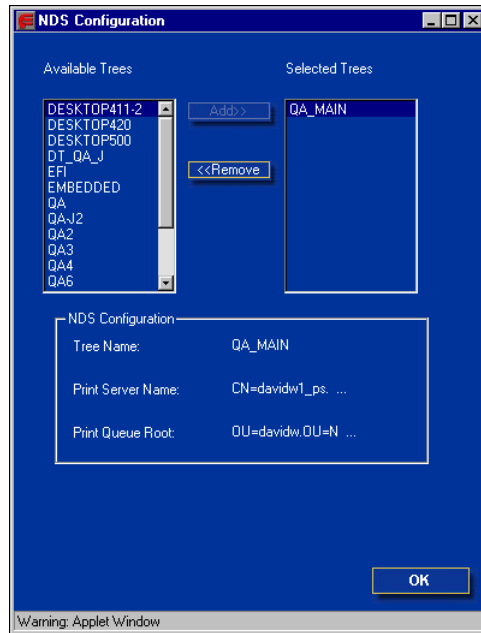 NDS Configuration
Available Trees
Selected Trees
DESKTOP411-2
DESKTOP420
DESKTOP500
DT_QA_J
EFI
EMBEDDED
QA
QAJ2
QA2
QA3
QA4
QA6
Add>>
<<Remove
QA_MAIN
NDS Configuration
Tree Name: QA_MAIN
Print Server Name: CN=davidw1_ps. ...
Print Queue Root: OU=davidw.OU=N ...
OK
Warning: Applet Window